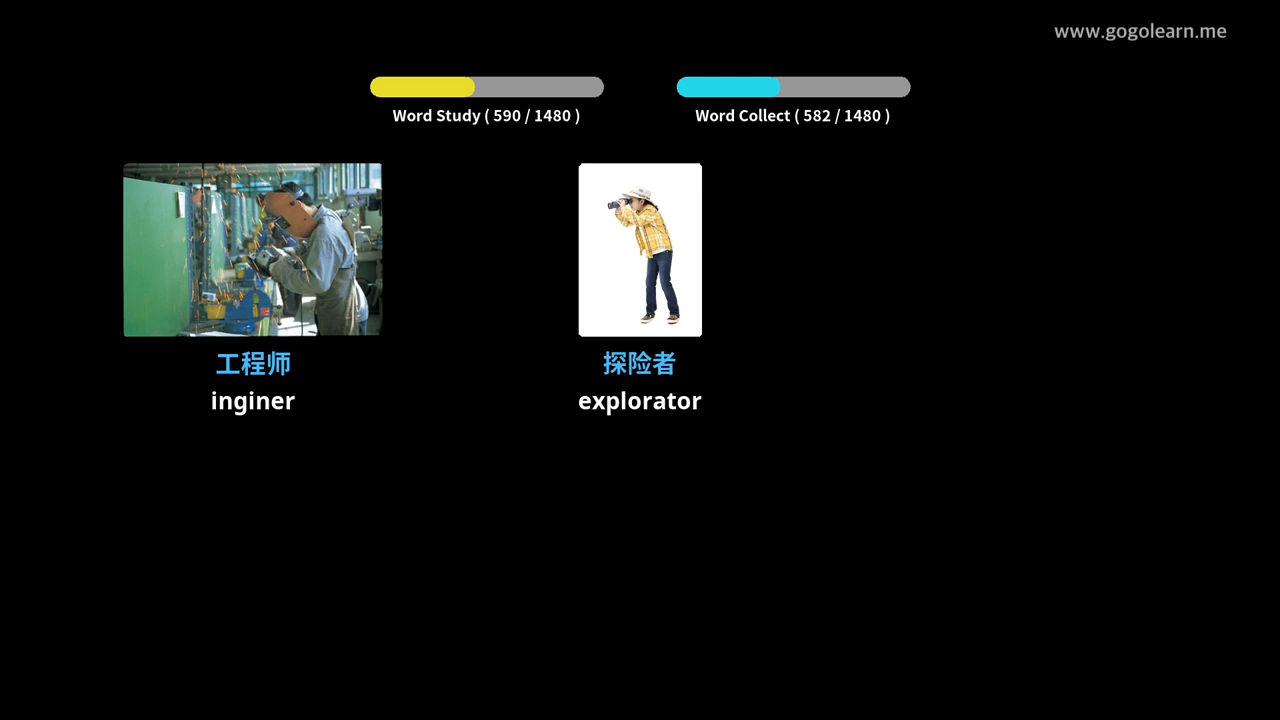 www.gogolearn.me
Word Study ( 590 / 1480 )
Word Collect ( 582 / 1480 )
工程师
inginer
探险者
explorator